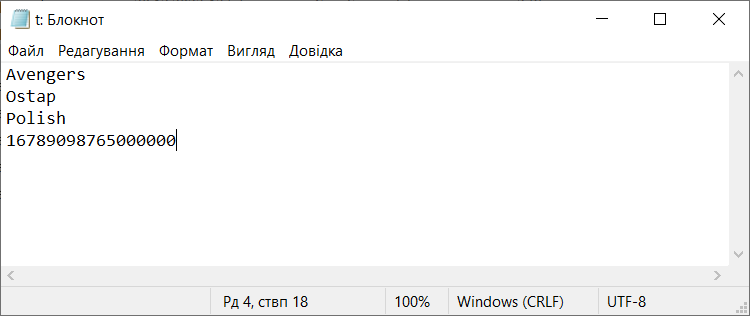 t: Блокнот
Файл Редагування Формат Вигляд Довідка
Avengers
Ostap
Polish
16789098765000000
Рд 4, ствп 18 100% Windows (CRLF) UTF-8